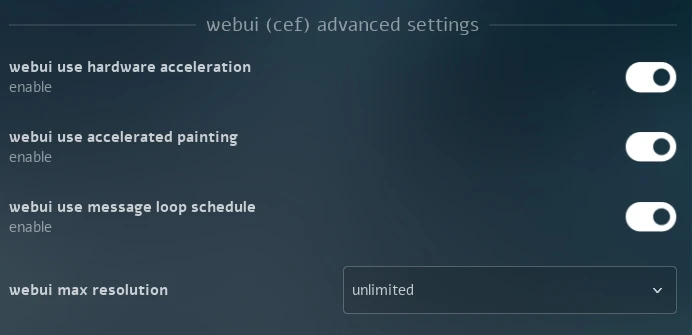 webui (cef) advanced settings
webui use hardware acceleration
enable
webui use accelerated painting
enable
webui use message loop schedule
enable
webui max resolution
unlimited